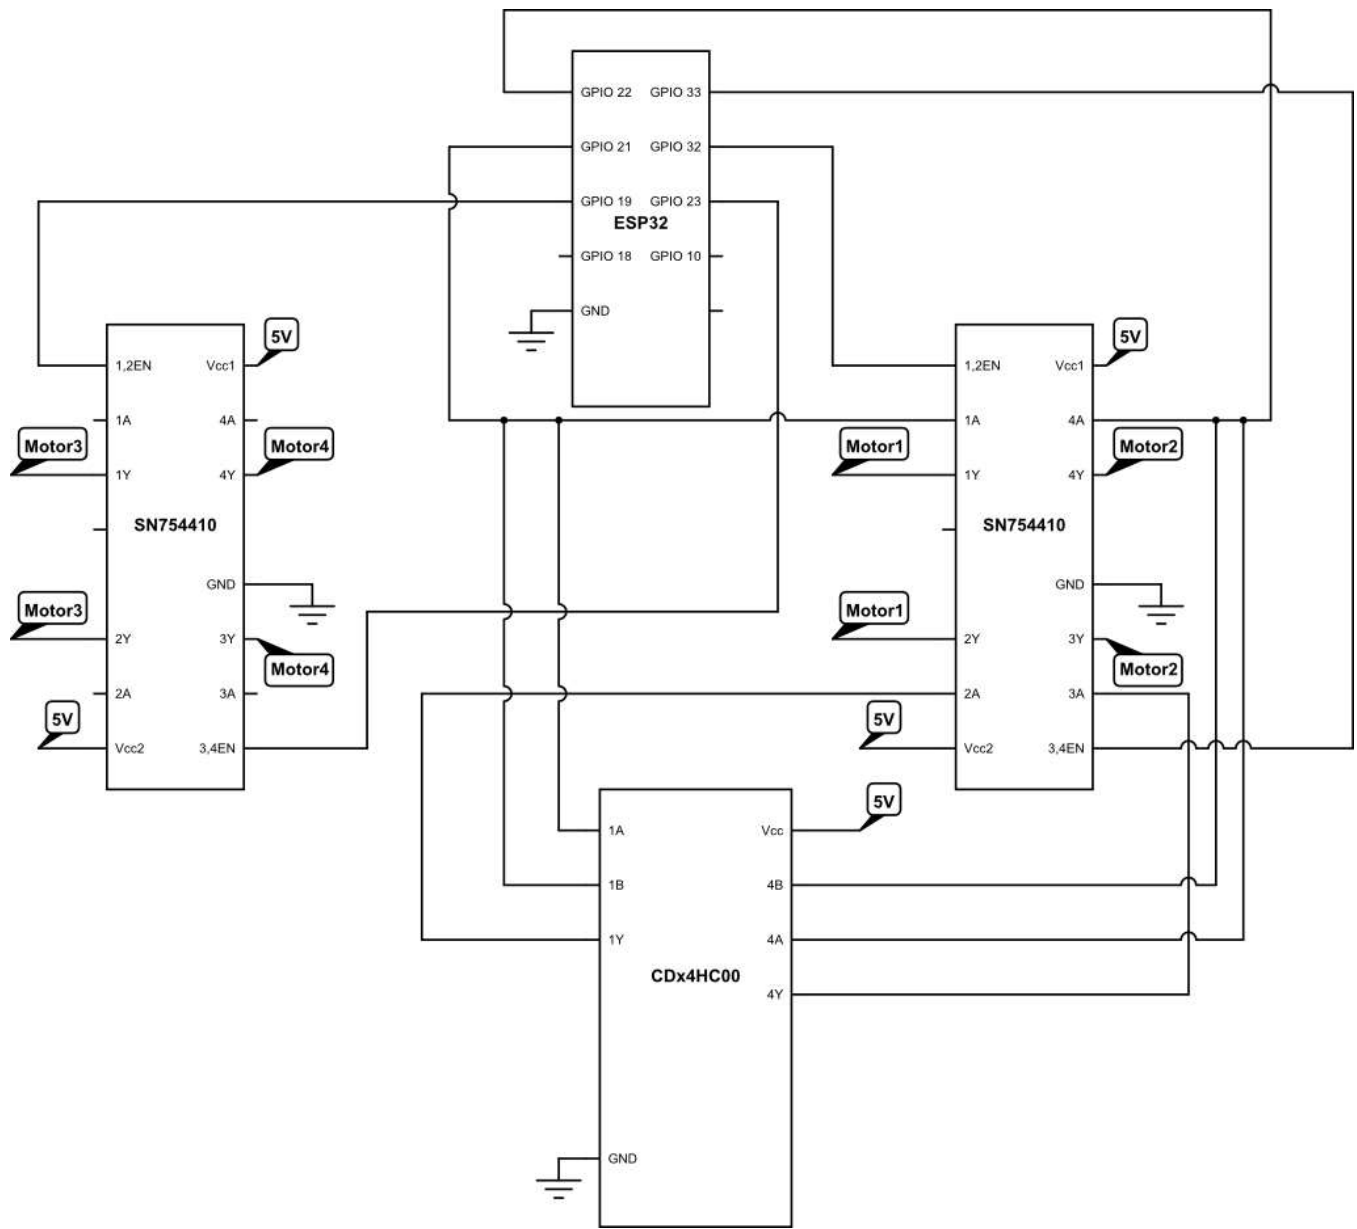 GPIO 22 GPIO 33
GPIO 21 GPIO 32
GPIO 19 GPIO 23
ESP32
GPIO 18 GPIO 10
GND
5V
1,2EN Vcc1
1A 4A
Motor3
Motor4
1Y 4Y
SN754410
GND
Motor3
2Y 3Y
Motor4
2A 3A
5V
Vcc2 3,4EN
5V
1,2EN Vcc1
1A 4A
Motor1
Motor2
1Y 4Y
SN754410
GND
Motor1
2Y 3Y
Motor2
2A 3A
5V
Vcc2 3,4EN
5V
1A Vcc
1B 4B
1Y 4A
CDx4HC00
4Y
GND